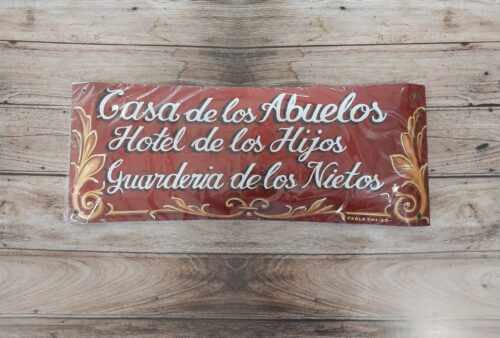 Casa de los Abuelos
Hotel de los Hijos
Guarderia de los Nietos